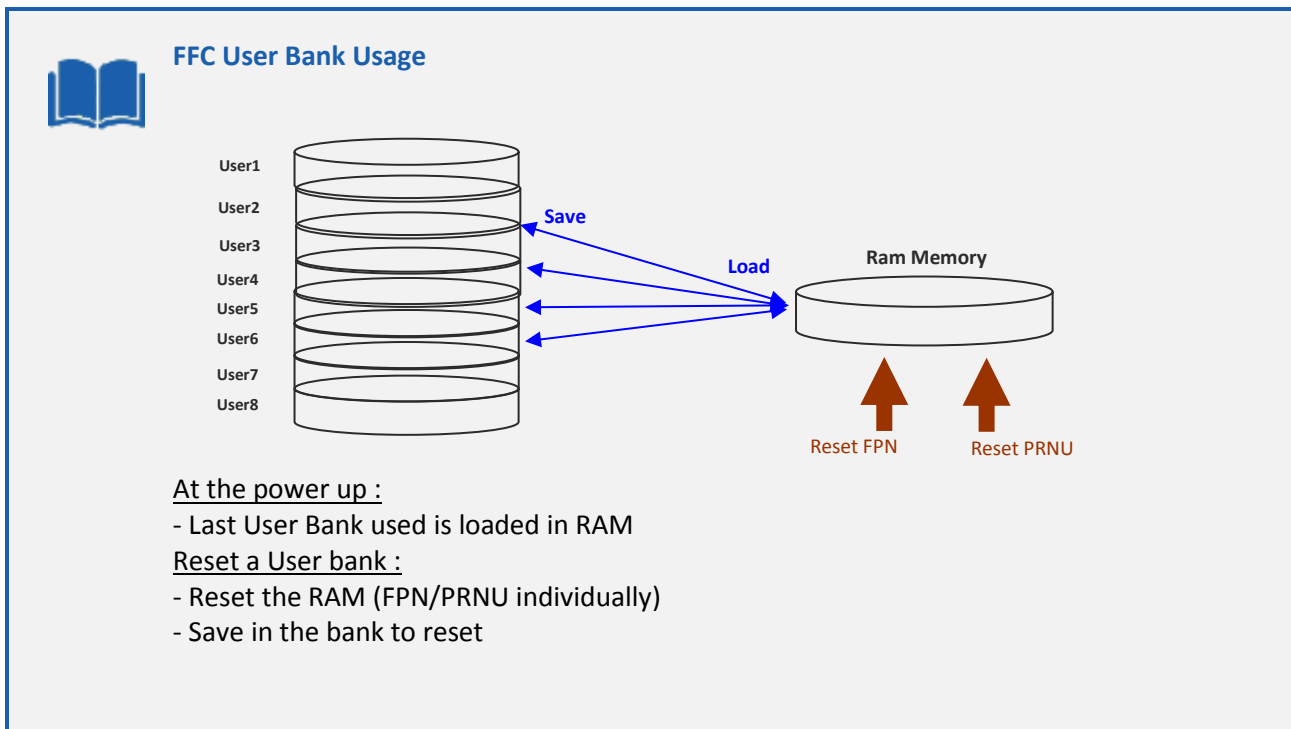 FFC User Bank Usage
User1
User2
User3
User4
User5
User6
User7
User8
Save
Load
Ram Memory
Reset FPN
Reset PRNU
At the power up :
- Last User Bank used is loaded in RAM
Reset a User bank :
- Reset the RAM (FPN/PRNU individually)
- Save in the bank to reset